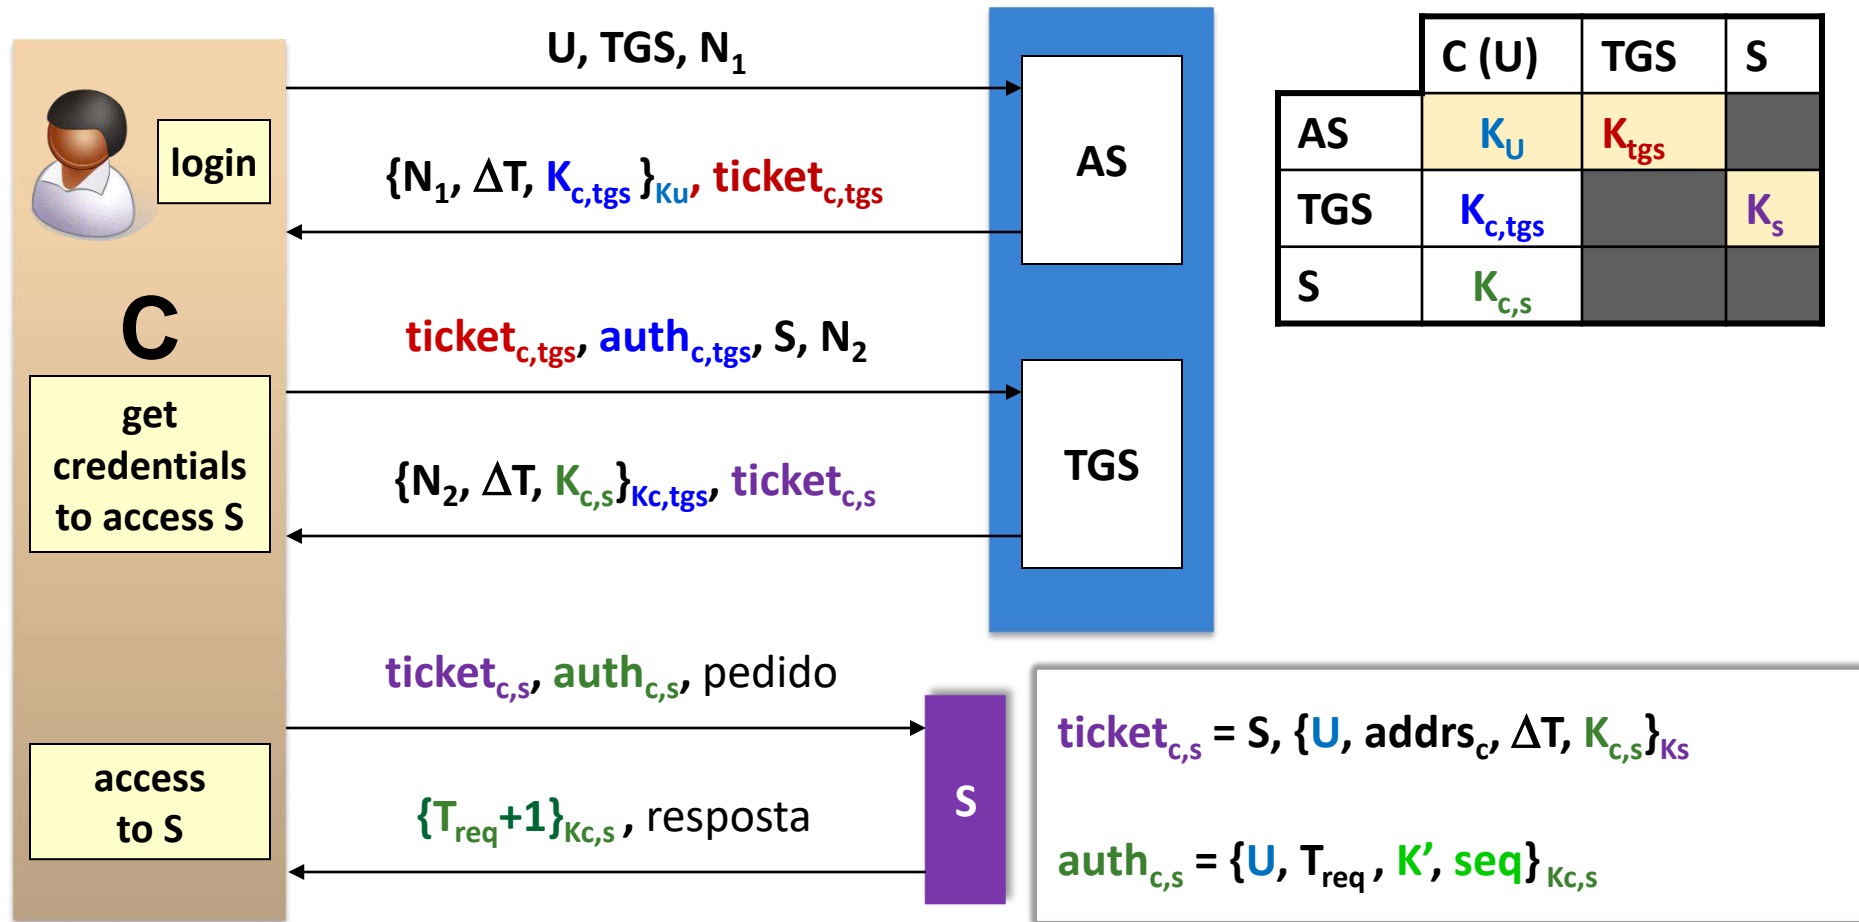 U, TGS, N1
login
{N1, ΔT, Kc,tgs }Ku, ticketc,tgs
AS
C
ticketc,tgs, authc,tgs, S, N2
get
credentials
to access S
{N2, ΔT, Kc,s}Kc,tgs, ticketc,s
TGS
ticketc,s, authc,s, pedido
access
to S
{Treq+1}Kc,s , resposta
S
C (U) TGS S
AS KU Ktgs
TGS Kc,tgs Ks
S Kc,s
ticketc,s = S, {U, addrsc, ΔT, Kc,s}Ks
authc,s = {U, Treq , K’, seq} Kc,s